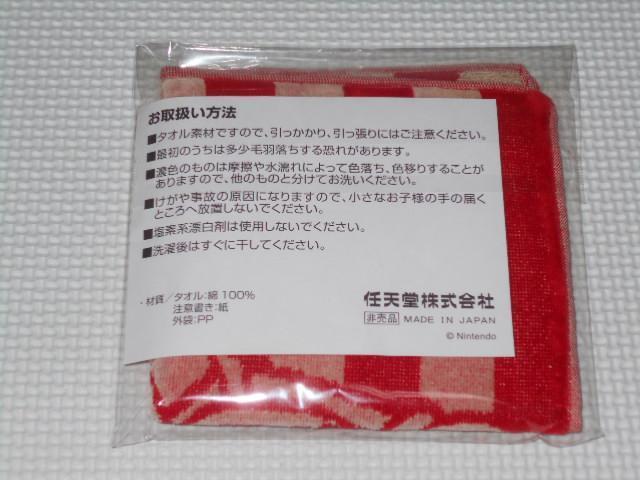 お取扱い方法
■タオル素材ですので、引っかかり、引っ張りにはご注意ください。
■最初のうちは多少毛羽落ちする恐れがあります。
■濃色のものは摩擦や水濡れによって色落ち、色移りすることが
ありますので、他のものと分けてお洗いください。
■けがや事故の原因になりますので、小さなお子様の手の届く
ところへ放置しないでください。
■塩素系漂白剤は使用しないでください。
■洗濯後はすぐに干してください。
・材質／タオル:綿 100%
注意書き:紙
外袋:PP
任天堂株式会社
非売品 MADE IN JAPAN
© Nintendo